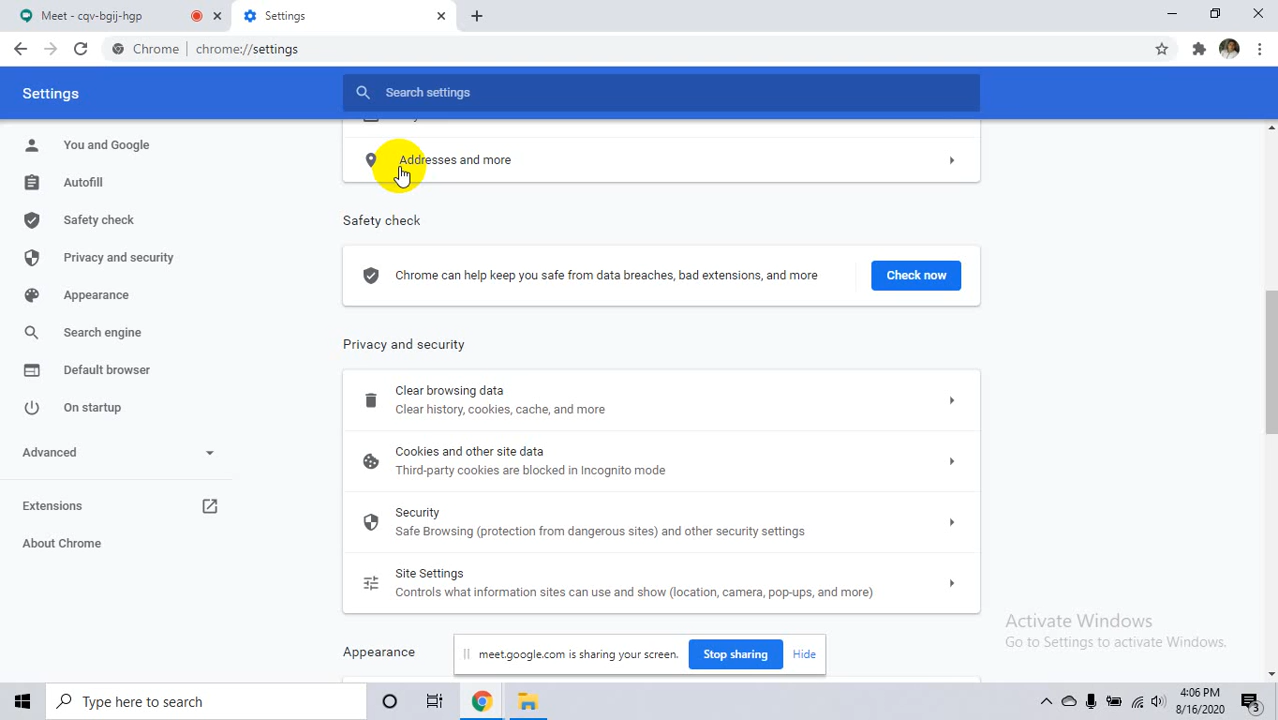 Meet - cqv-bgij-hgp
Settings
Chrome
chrome://settings
Settings
Search settings
You and Google
Autofill
Safety check
Privacy and security
Appearance
Search engine
Default browser
On startup
Advanced
Extensions
About Chrome
Addresses and more
Safety check
Chrome can help keep you safe from data breaches, bad extensions, and more
Check now
Privacy and security
Clear browsing data
Clear history, cookies, cache, and more
Cookies and other site data
Third-party cookies are blocked in Incognito mode
Security
Safe Browsing (protection from dangerous sites) and other security settings
Site Settings
Controls what information sites can use and show (location, camera, pop-ups, and more)
Appearance
Activate Windows
Go to Settings to activate Windows.
meet.google.com is sharing your screen.
Stop sharing
Hide
Type here to search
4:06 PM
8/16/2020
3